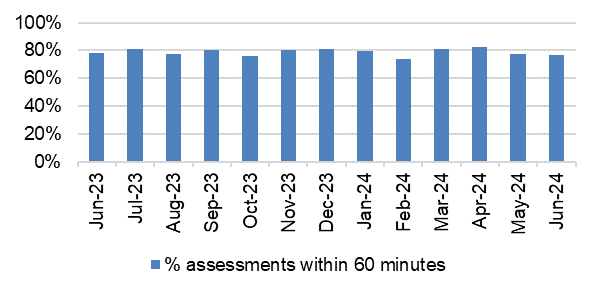 100%
80%
60%
40%
20%
0%
Jun-23
Jul-23
Aug-23
Sep-23
Oct-23
Nov-23
Dec-23
Jan-24
Feb-24
Mar-24
Apr-24
May-24
Jun-24
% assessments within 60 minutes